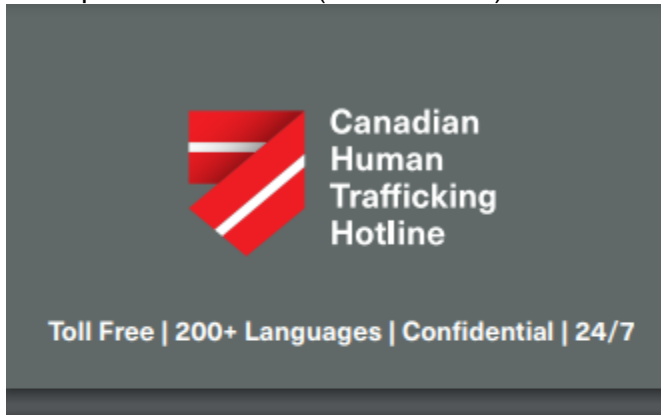 Canadian
Human
Trafficking
Hotline
Toll Free | 200+ Languages | Confidential | 24/7